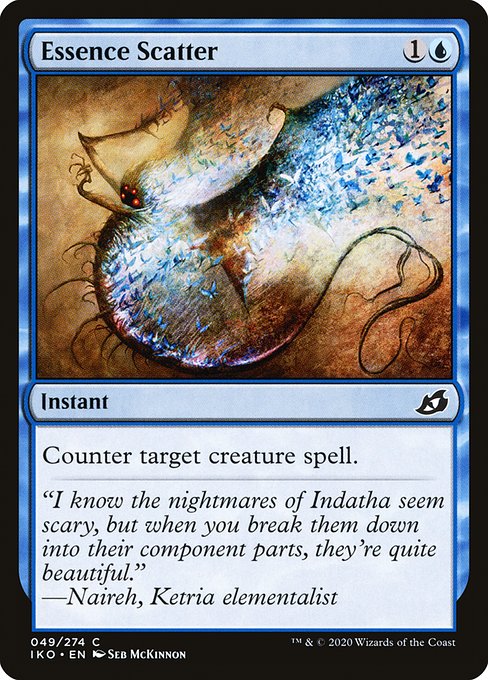 Essence Scatter 1
Instant
Counter target creature spell.
“I know the nightmares of Indatha seem
scary, but when you break them down
into their component parts, they’re quite
beautiful.”
—Naireh, Ketria elementalist
049/274 C
IKO • EN Seb McKinnon
™ & © 2020 Wizards of the Coast